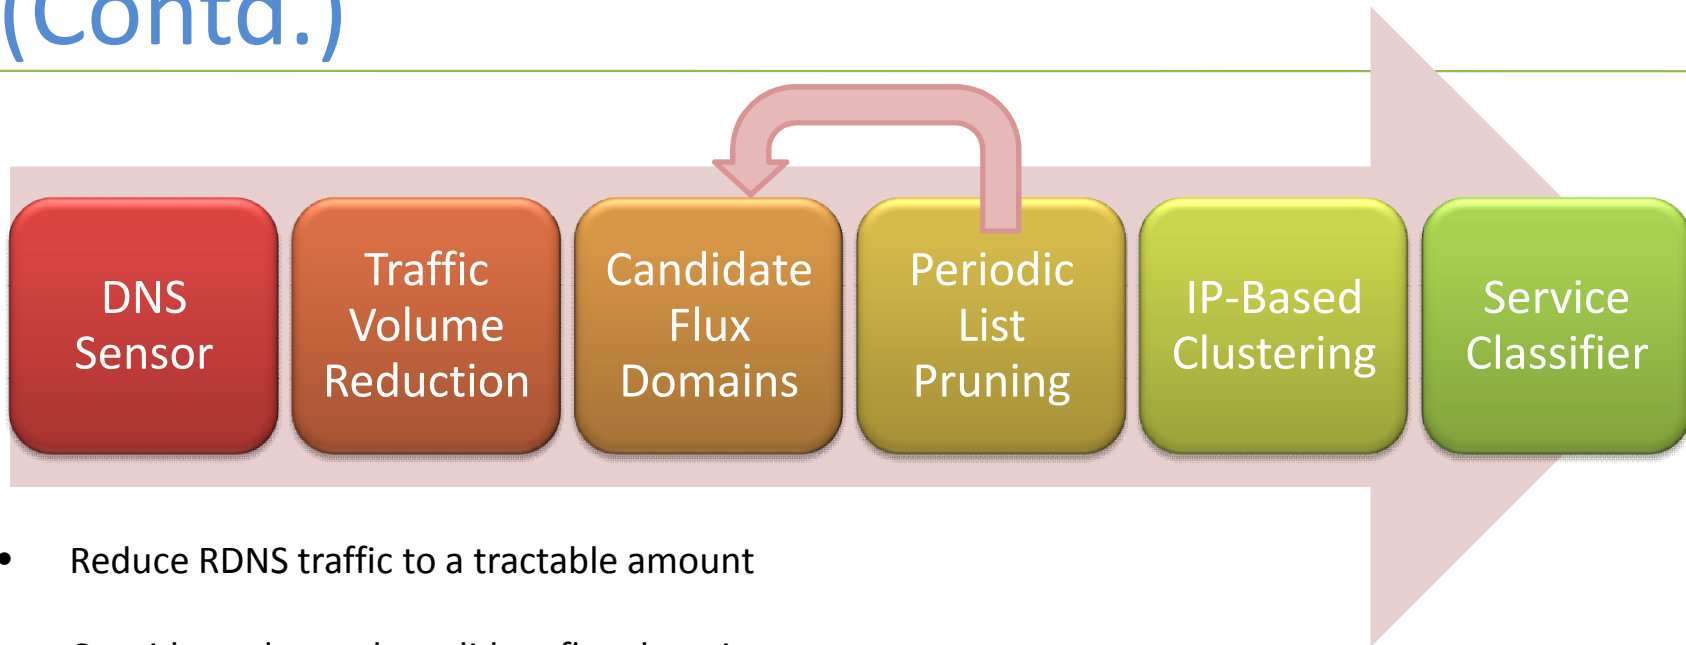 (Contd.)
DNS
Sensor
Traffic
Volume
Reduction
Candidate
Flux
Domains
Periodic
List
Pruning
IP-Based
Clustering
Service
Classifier
• Reduce RDNS traffic to a tractable amount